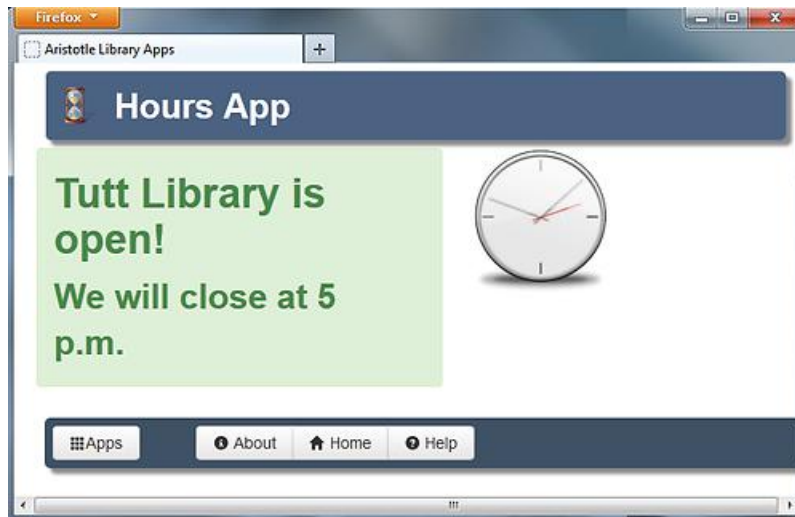 Firefox
Aristotle Library Apps
Hours App
Tutt Library is
open!
We will close at 5
p.m.
Apps
About
Home
Help